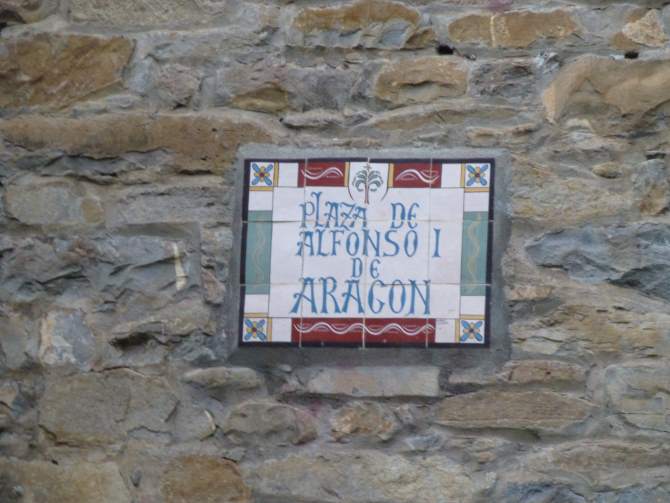 PLAZA DE
ALFONSO I
DE
ARAGON